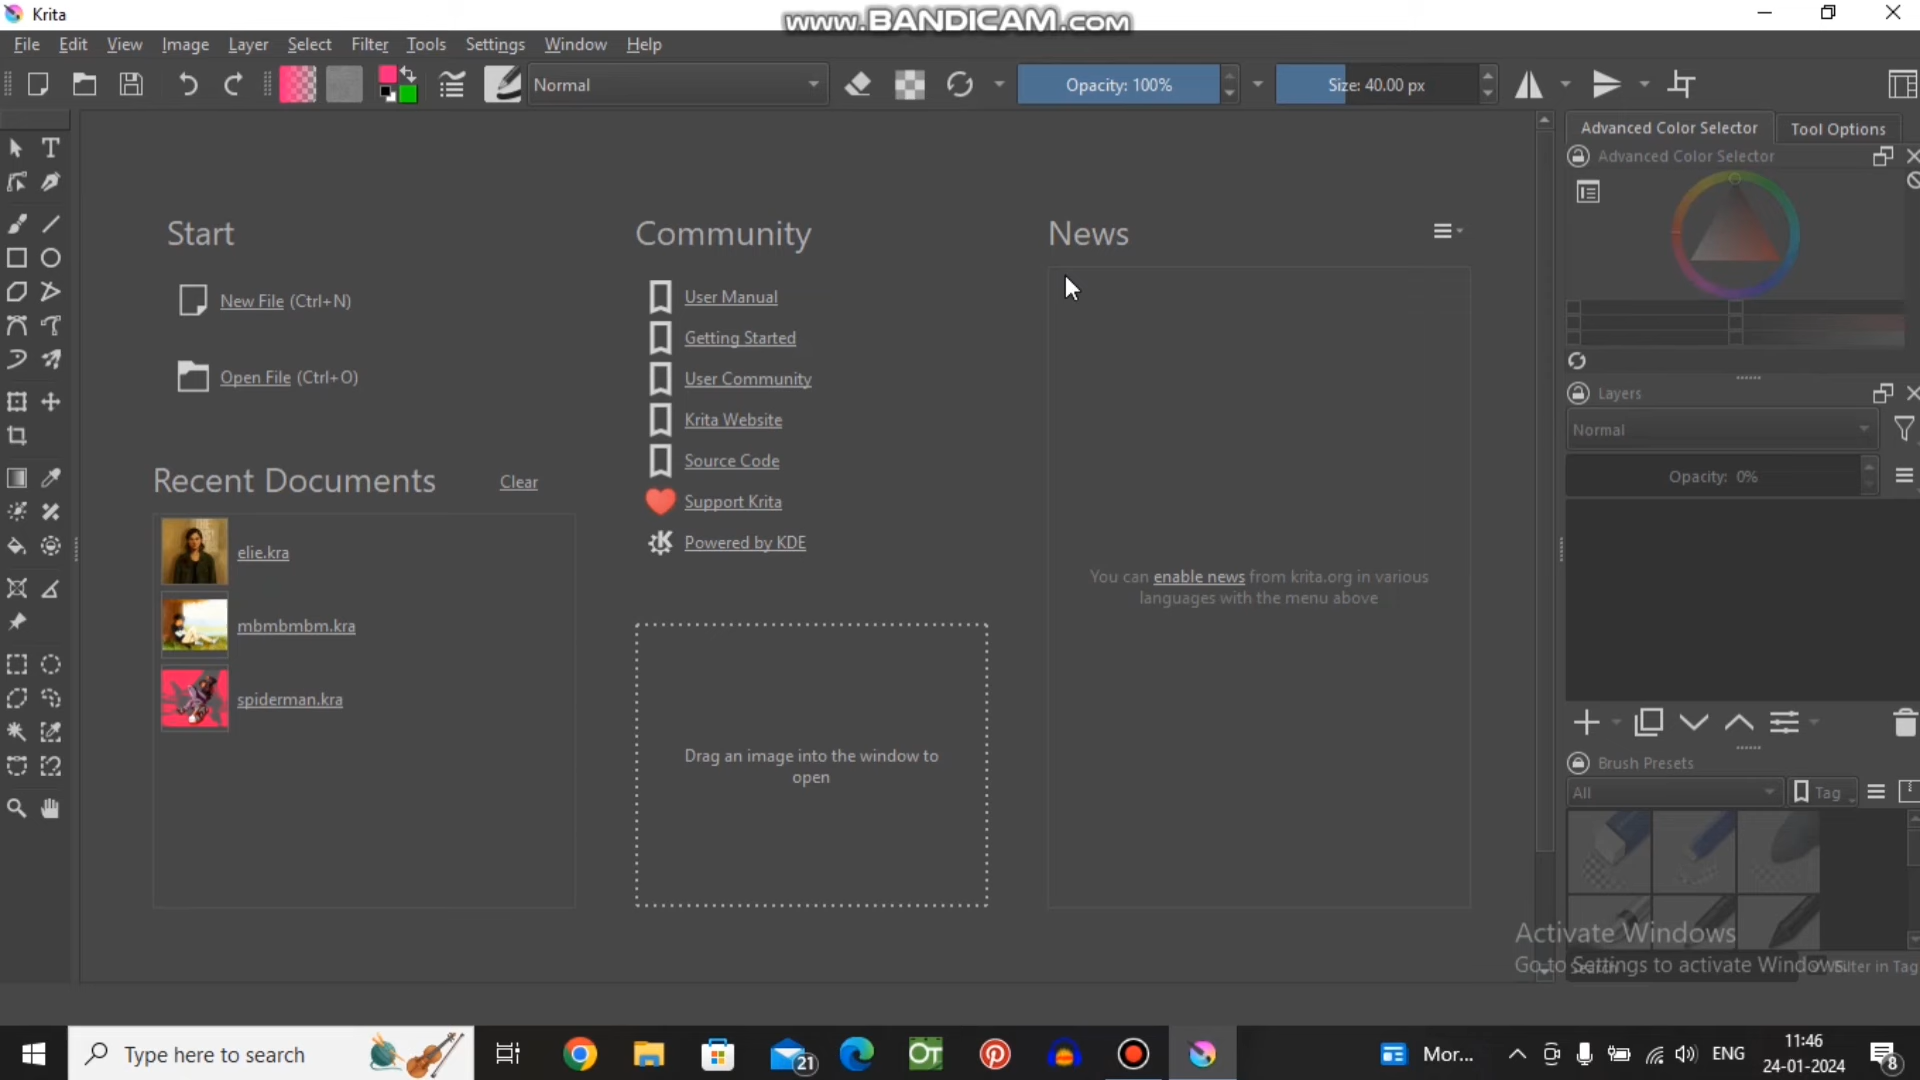 Krita
www.BANDICAM.com
File Edit View Image Layer Select Filter Tools Settings Window Help
Normal
Opacity: 100%
Size: 40.00 px
Advanced Color Selector
Tool Options
Advanced Color Selector
Start
New File (Ctrl+N)
Open File (Ctrl+O)
Recent Documents
Clear
elie.kra
mbmbmbm.kra
spiderman.kra
Community
User Manual
Getting Started
User Community
Krita Website
Source Code
Support Krita
Powered by KDE
Drag an image into the window to
open
News
You can enable news from krita.org in various
languages with the menu above
Layers
Normal
Opacity: 0%
Brush Presets
All
Tag
Activate Windows
Go to Settings to activate Windows.
Search
Filter in Tag
Type here to search
21
OT
Mor...
ENG
11:46
24-01-2024
8